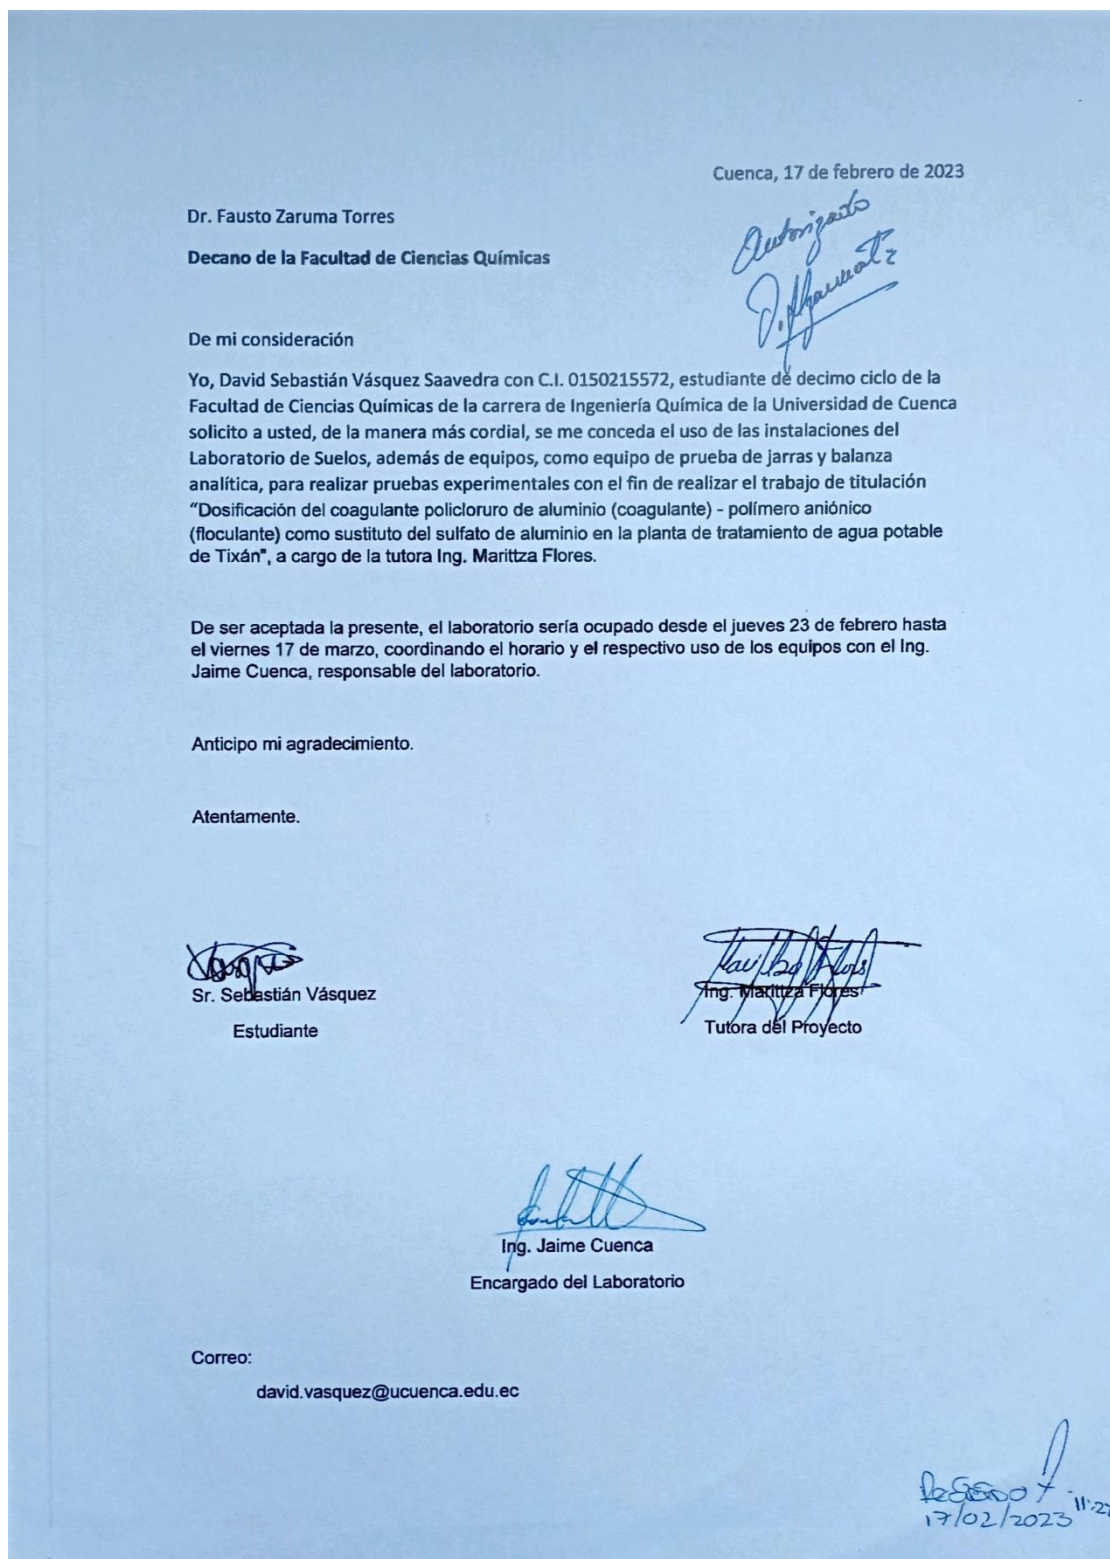 Cuenca, 17 de febrero de 2023
Autorizado
Dr. Fausto Zaruma Torres
Decano de la Facultad de Ciencias Químicas
De mi consideración
Yo, David Sebastián Vásquez Saavedra con C.I. 0150215572, estudiante de decimo ciclo de la
Facultad de Ciencias Químicas de la carrera de Ingeniería Química de la Universidad de Cuenca
solicito a usted, de la manera más cordial, se me conceda el uso de las instalaciones del
Laboratorio de Suelos, además de equipos, como equipo de prueba de jarras y balanza
analítica, para realizar pruebas experimentales con el fin de realizar el trabajo de titulación
“Dosificación del coagulante policloruro de aluminio (coagulante) - polímero aniónico
(floculante) como sustituto del sulfato de aluminio en la planta de tratamiento de agua potable
de Tixán”, a cargo de la tutora Ing. Marittza Flores.
De ser aceptada la presente, el laboratorio sería ocupado desde el jueves 23 de febrero hasta
el viernes 17 de marzo, coordinando el horario y el respectivo uso de los equipos con el Ing.
Jaime Cuenca, responsable del laboratorio.
Anticipo mi agradecimiento.
Atentamente.
Sr. Sebastián Vásquez
Estudiante
Ing. Marittza Flores
Tutora del Proyecto
Ing. Jaime Cuenca
Encargado del Laboratorio
Correo:
david.vasquez@ucuenca.edu.ec
17/02/2023